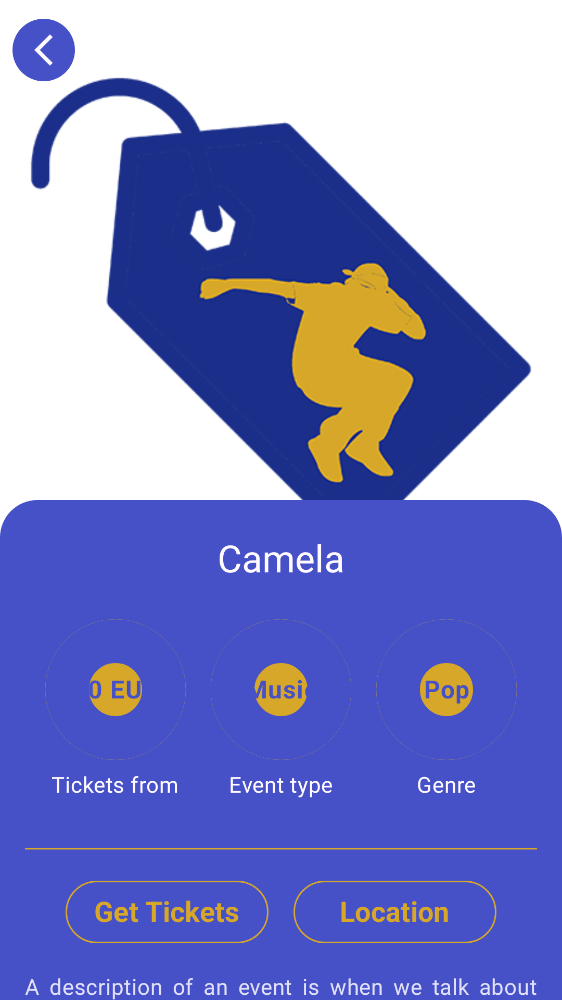 Camela
0 EU
Music
Pop
Tickets from
Event type
Genre
Get Tickets
Location
A description of an event is when we talk about